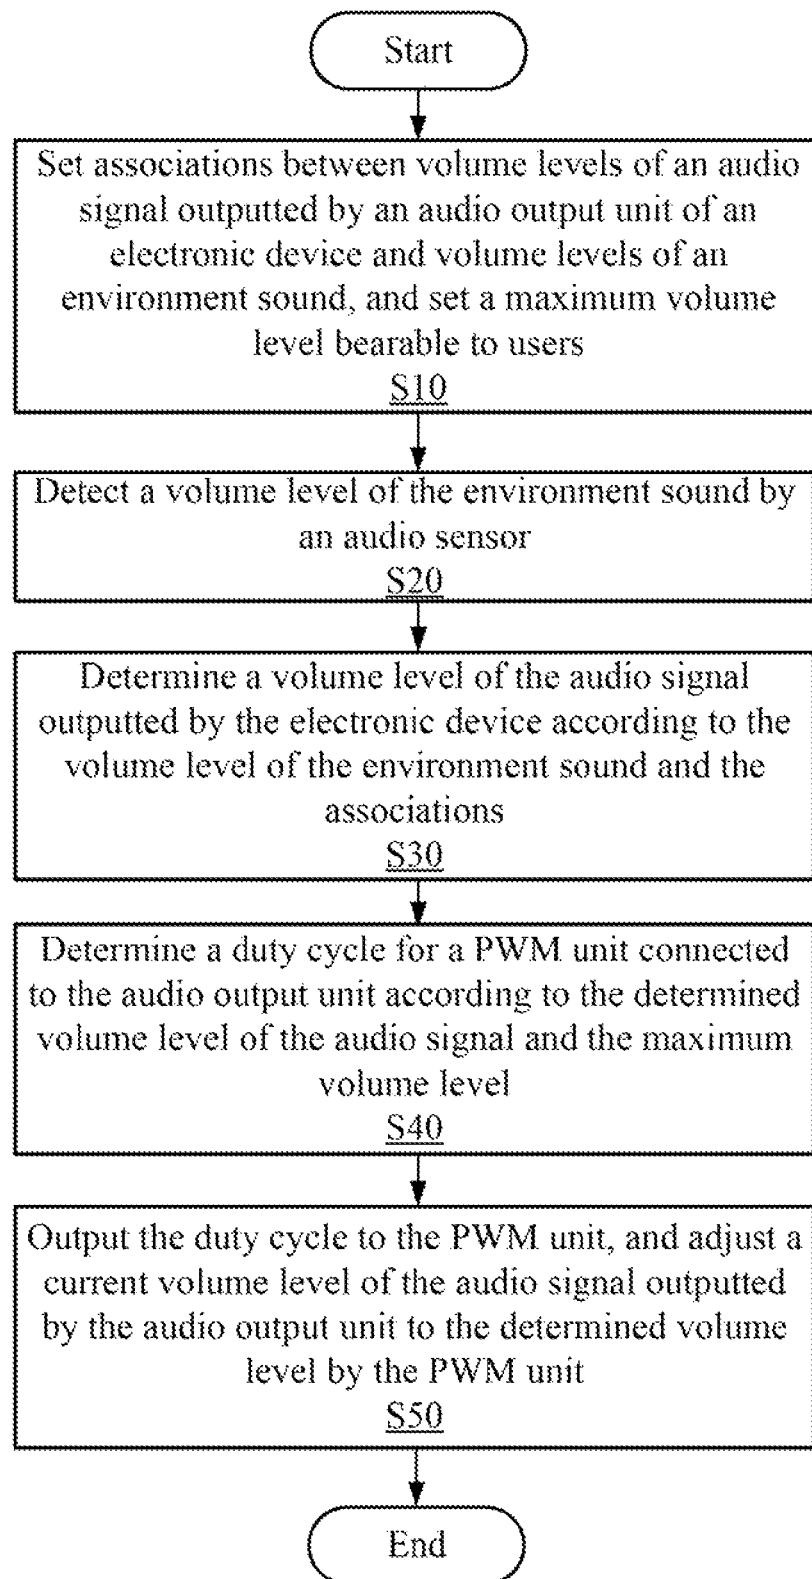 Start
Set associations between volume levels of an audio
signal outputted by an audio output unit of an
electronic device and volume levels of an
environment sound, and set a maximum volume
level bearable to users
S10
Detect a volume level of the environment sound by
an audio sensor
S20
Determine a volume level of the audio signal
outputted by the electronic device according to the
volume level of the environment sound and the
associations
S30
Determine a duty cycle for a PWM unit connected
to the audio output unit according to the determined
volume level of the audio signal and the maximum
volume level
S40
Output the duty cycle to the PWM unit, and adjust a
current volume level of the audio signal outputted
by the audio output unit to the determined volume
level by the PWM unit
S50
End